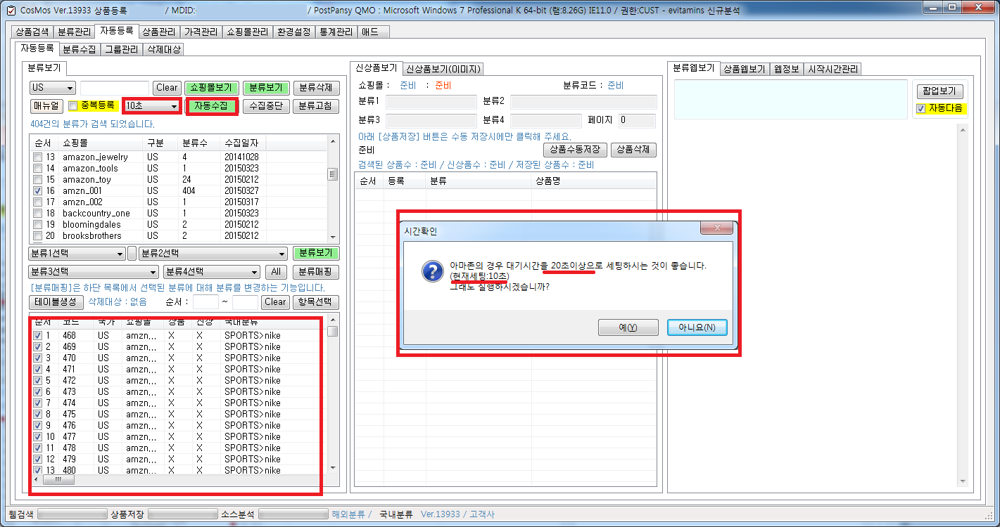 CosMos Ver.13933 상품등록 / MDID: / PostPansy QMO : Microsoft Windows 7 Professional K 64-bit (램:8.26G) IE11.0 / 권한:CUST - evitamins 신규분석
상품검색 분류관리 자동등록 상품관리 가격관리 쇼핑몰관리 환경설정 통계관리 애드
자동등록 분류수집 그룹관리 삭제대상
분류보기
US Clear 쇼핑몰보기 분류보기 분류삭제
매뉴얼 중복등록 10초 자동수집 수집중단 분류고침
404건의 분류가 검색 되었습니다.
순서 쇼핑몰 구분 분류수 수집일자
13 amazon_jewelry US 4 20141028
14 amazon_tools US 1 20150323
15 amazon_toy US 24 20150212
16 amzn_001 US 404 20150327
17 amzn_002 US 1 20150317
18 backcountry_one US 1 20150323
19 bloomingdales US 2 20150212
20 brooksbrothers US 2 20150212
분류1선택 분류2선택 분류보기
분류3선택 분류4선택 All 분류매핑
[분류매핑]은 하단 목록에서 선택된 분류에 대해 분류를 변경하는 기능입니다.
테이블생성 삭제대상 : 없음 순서 : ~ Clear 항목선택
순서 코드 국가 쇼핑몰 상품 신상 국내분류
1 468 US amzn... X X SPORTS>nike
2 469 US amzn... X X SPORTS>nike
3 470 US amzn... X X SPORTS>nike
4 471 US amzn... X X SPORTS>nike
5 472 US amzn... X X SPORTS>nike
6 473 US amzn... X X SPORTS>nike
7 474 US amzn... X X SPORTS>nike
8 475 US amzn... X X SPORTS>nike
9 476 US amzn... X X SPORTS>nike
10 477 US amzn... X X SPORTS>nike
11 478 US amzn... X X SPORTS>nike
12 479 US amzn... X X SPORTS>nike
13 480 US amzn... X X SPORTS>nike
신상품보기 신상품보기(이미지)
쇼핑몰 : 준비 : 준비 분류코드 : 준비
분류1 분류2
분류3 분류4 페이지 0
아래 [상품저장] 버튼은 수동 저장시에만 클릭해 주세요.
준비 상품수동저장 상품삭제
검색된 상품수 : 준비 / 신상품수 : 준비 / 저장된 상품수 : 준비
순서 등록 분류 상품명
시간확인
아마존의 경우 대기시간을 20초이상으로 세팅하시는 것이 좋습니다.
(현재세팅:10초)
그래도 실행하시겠습니까?
예(Y) 아니요(N)
분류웹보기 상품웹보기 웹정보 시작시간관리
팝업보기
자동다음
웹검색 상품저장 소스분석 해외분류 / 국내분류 Ver.13933 / 고객사